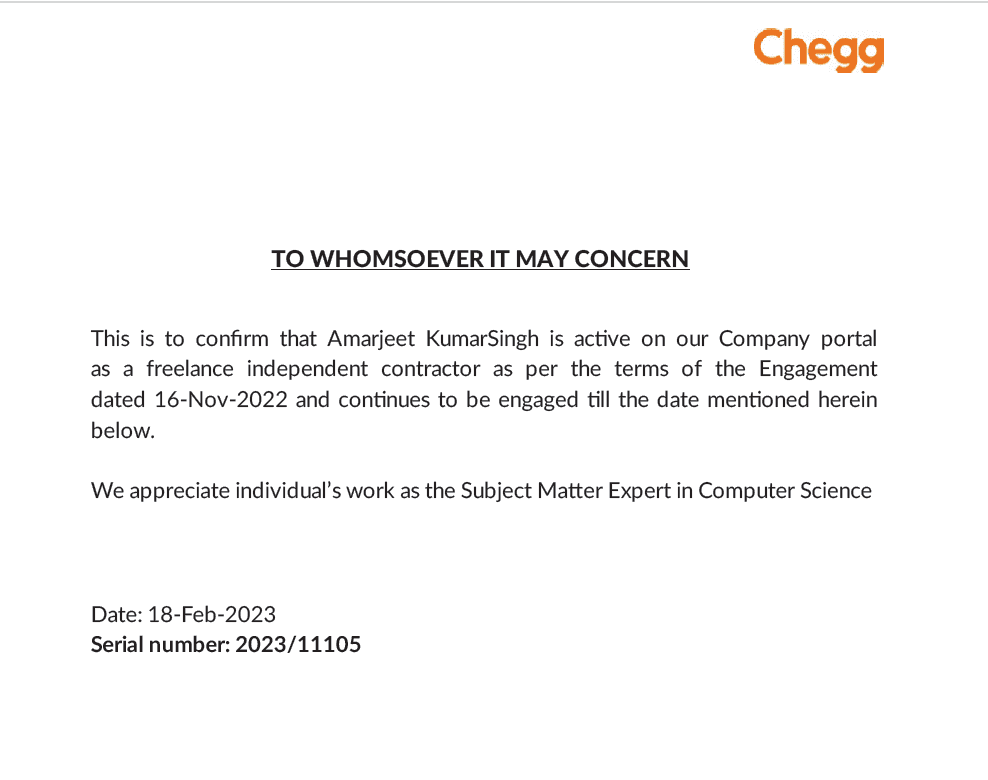 Chegg
TO WHOMSOEVER IT MAY CONCERN
This is to confirm that Amarjeet KumarSingh is active on our Company portal
as a freelance independent contractor as per the terms of the Engagement
dated 16-Nov-2022 and continues to be engaged till the date mentioned herein
below.
We appreciate individual’s work as the Subject Matter Expert in Computer Science
Date: 18-Feb-2023
Serial number: 2023/11105